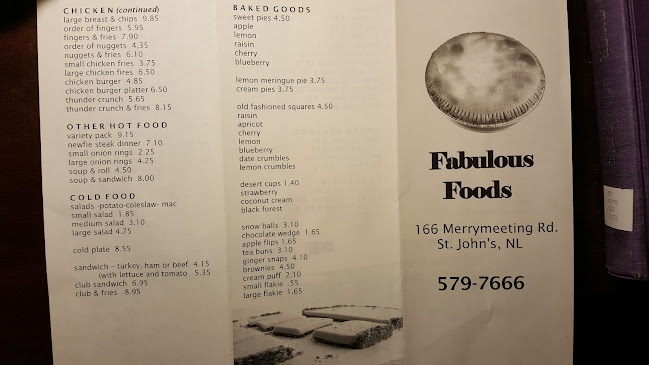 CHICKEN (continued)
large breast & chips 9.85
order of fingers 5.95
fingers & fries 7.90
order of nuggets 4.35
nuggets & fries 6.10
small chicken fries 3.75
large chicken fires 6.50
chicken burger 4.85
chicken burger platter 6.50
thunder crunch 5.65
thunder crunch & fries 8.15
OTHER HOT FOOD
variety pack 9.15
newfie steak dinner 7.10
small onion rings 2.25
large onion rings 4.25
soup & roll 4.50
soup & sandwich 8.00
COLD FOOD
salads -potato-coleslaw- mac
small salad 1.85
medium salad 3.10
large salad 4.75
cold plate 8.55
sandwich - turkey, ham or beef 4.15
(with lettuce and tomato 5.35
club sandwich 6.95
club & fries 8.95
BAKED GOODS
sweet pies 4.50
apple
lemon
raisin
cherry
blueberry
lemon meringue pie 3.75
cream pies 3.75
old fashioned squares 4.50
raisin
apricot
cherry
lemon
blueberry
date crumbles
lemon crumbles
desert cups 1.40
strawberry
coconut cream
black forest
snow balls 3.10
chocolate wedge 1.65
apple flips 1.65
tea buns 3.10
ginger snaps 4.10
brownies 4.50
cream puff 2.10
small flakie .55
large flakie 1.65
Fabulous
Foods
166 Merrymeeting Rd.
St. John's, NL
579-7666